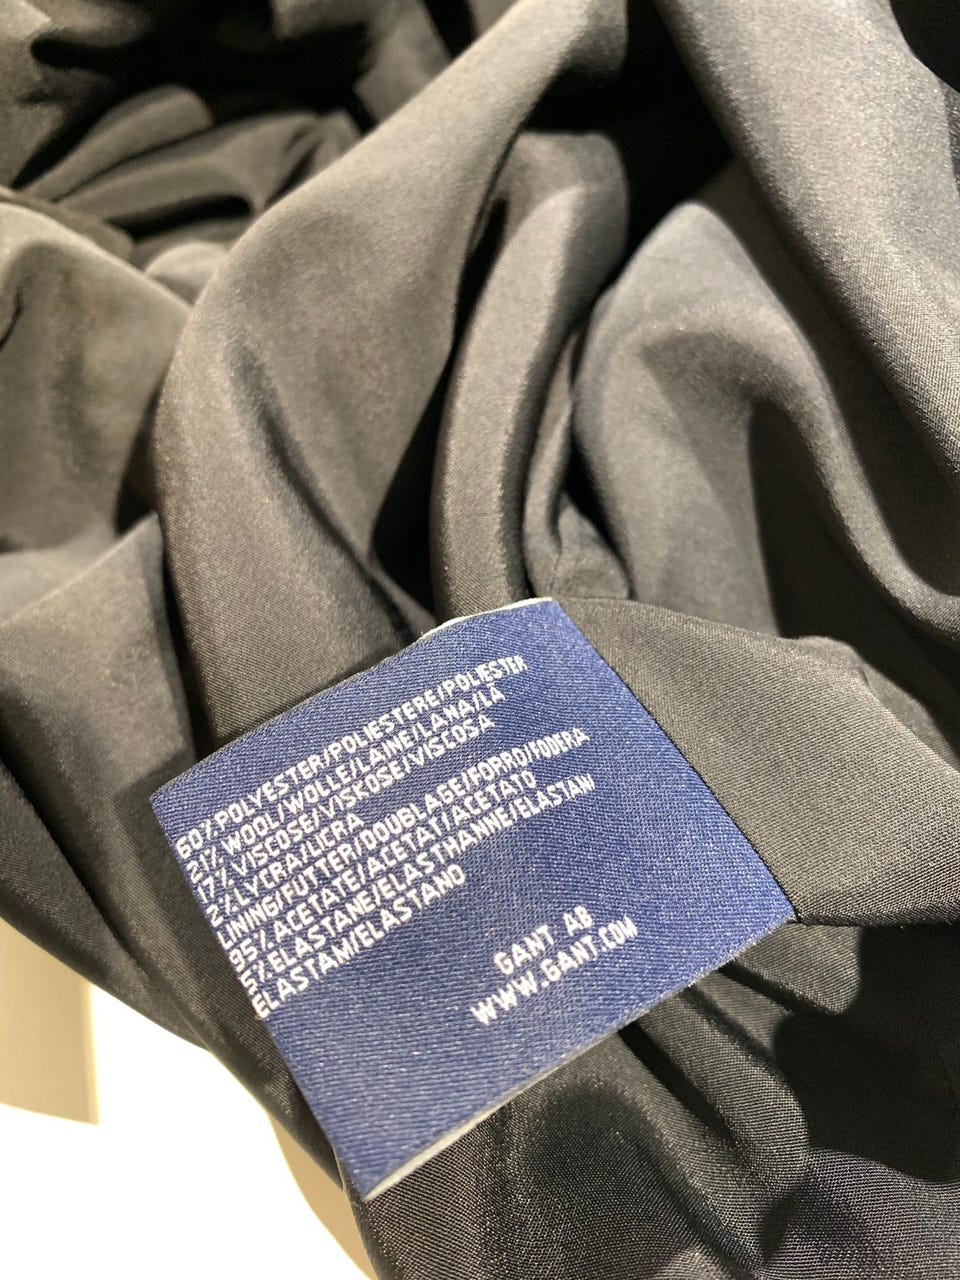 60% POLYESTER/POLIESTERE/POLIESTER
21% WOOL/WOLLE/LAINE/LANA/LÃ
17% VISCOSE/VISKOSE/VISCOSA
2% LYCRA/LICRA
LINING/FUTTER/DOUBLAGE/FORRO/FODERA
95% ACETATE/ACETAT/ACETATO
5% ELASTANE/ELASTHANNE/ELASTAN
ELASTAM/ELASTANO
GANT AB
WWW.GANT.COM